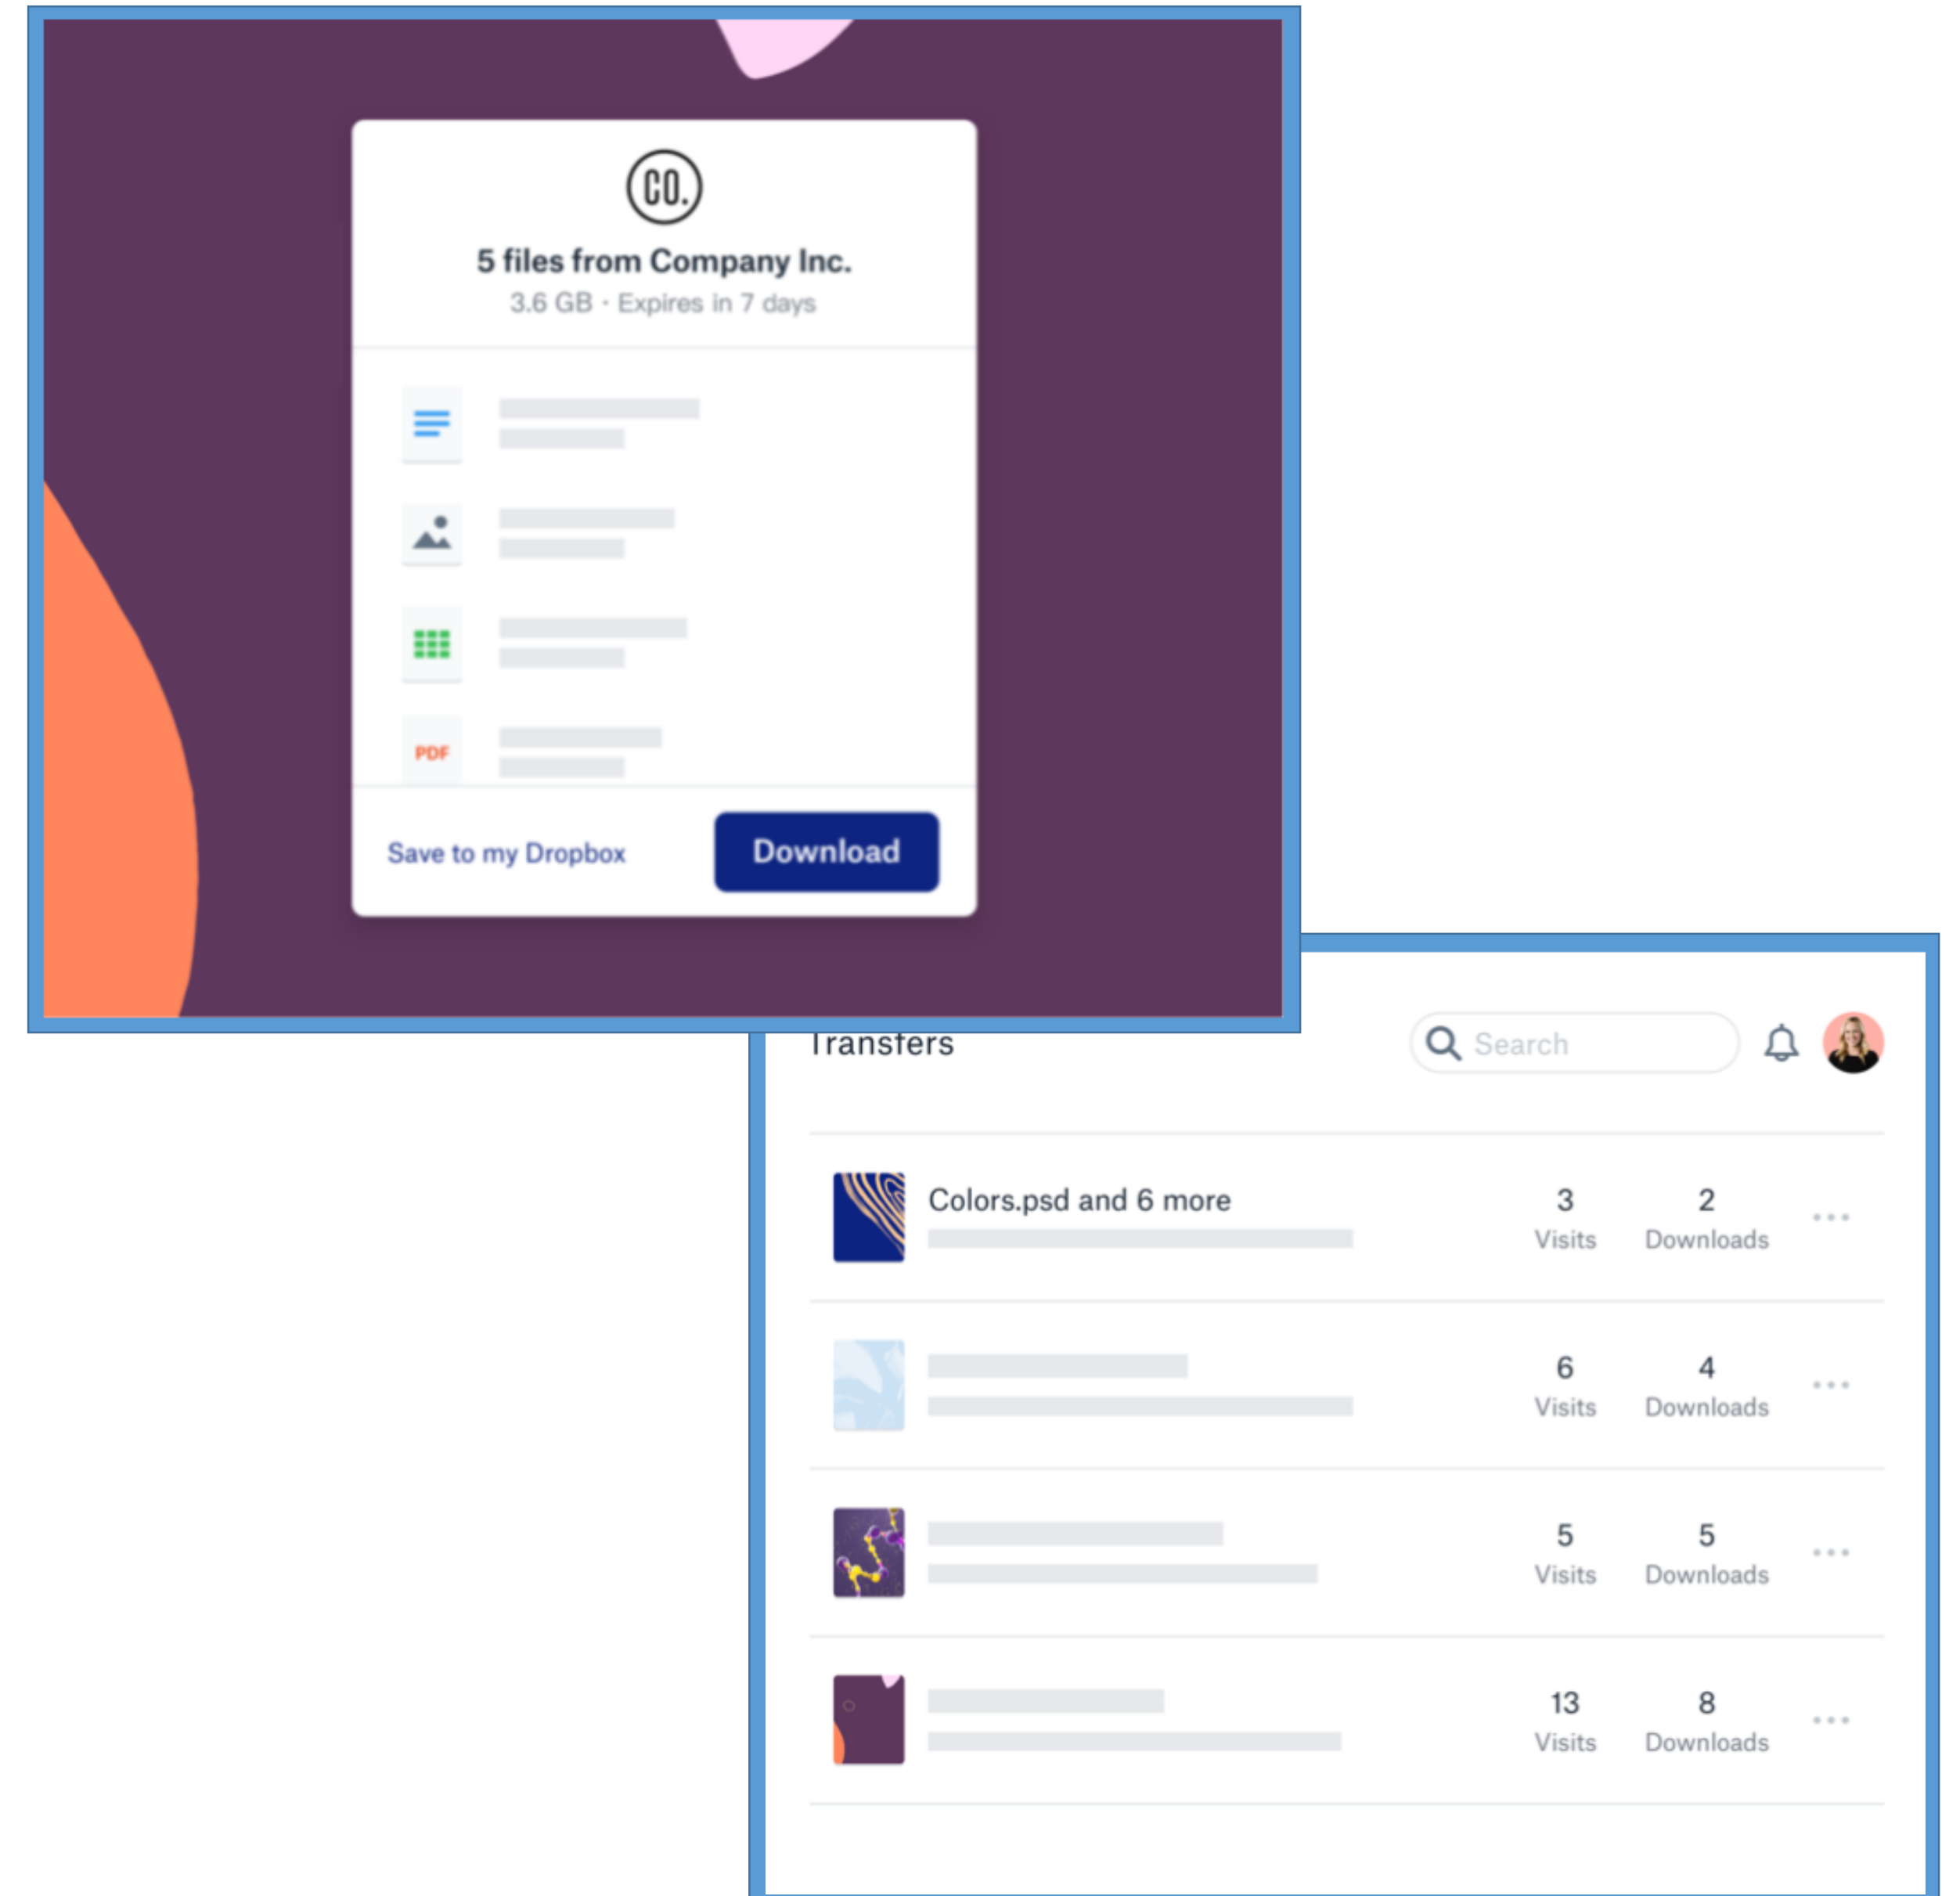 CO.
5 files from Company Inc.
3.6 GB · Expires in 7 days
PDF
Save to my Dropbox
Download
Transfers
Search
Colors.psd and 6 more
3
Visits
2
Downloads
6
Visits
4
Downloads
5
Visits
5
Downloads
13
Visits
8
Downloads